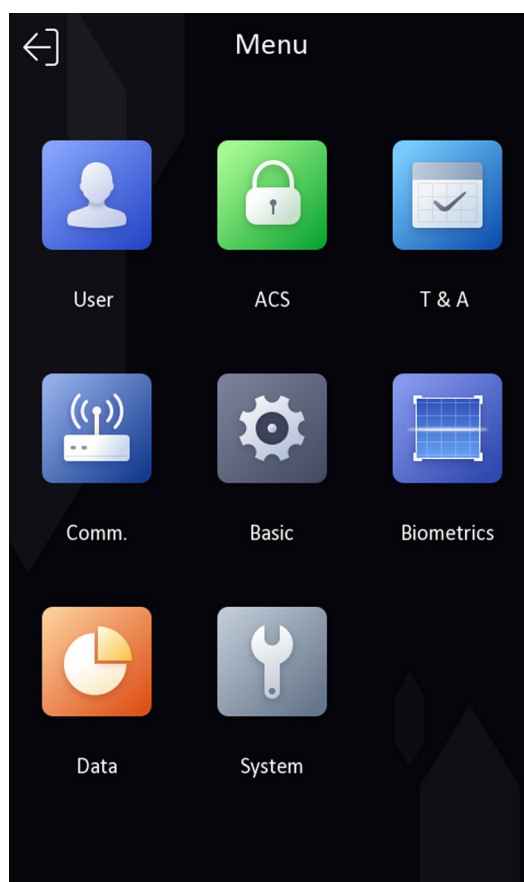 Menu
User
ACS
T & A
Comm.
Basic
Biometrics
Data
System